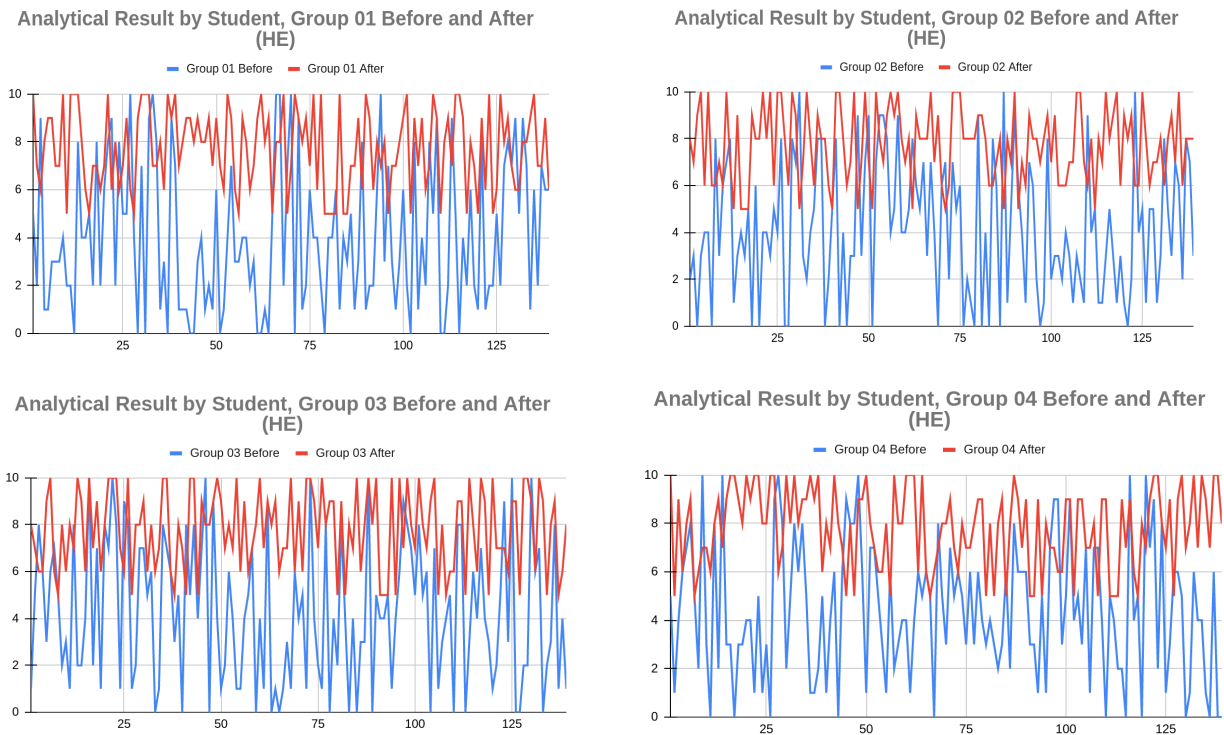 Analytical Result by Student, Group 01 Before and After
(HE)
Group 01 Before Group 01 After
10
8
6
4
2
0
25 50 75 100 125
Analytical Result by Student, Group 02 Before and After
(HE)
Group 02 Before Group 02 After
10
8
6
4
2
0
25 50 75 100 125
Analytical Result by Student, Group 03 Before and After
(HE)
Group 03 Before Group 03 After
10
8
6
4
2
0
25 50 75 100 125
Analytical Result by Student, Group 04 Before and After
(HE)
Group 04 Before Group 04 After
10
8
6
4
2
0
25 50 75 100 125